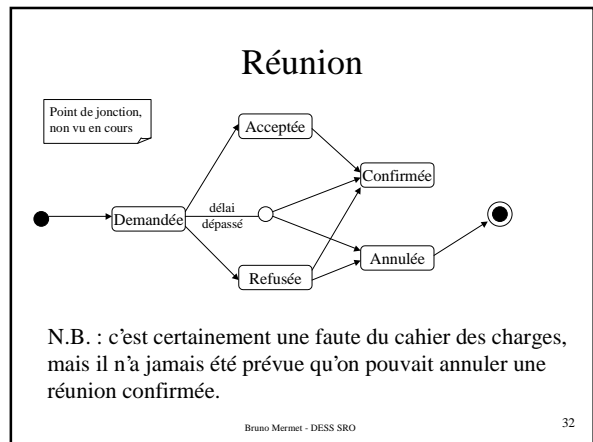 Réunion
Point de jonction,
non vu en cours
Acceptée
Confirmée
Demandée
délai
dépassé
Annulée
Refusée
N.B. : c'est certainement une faute du cahier des charges,
mais il n'a jamais été prévue qu'on pouvait annuler une
réunion confirmée.
Bruno Mermet - DESS SRO
32